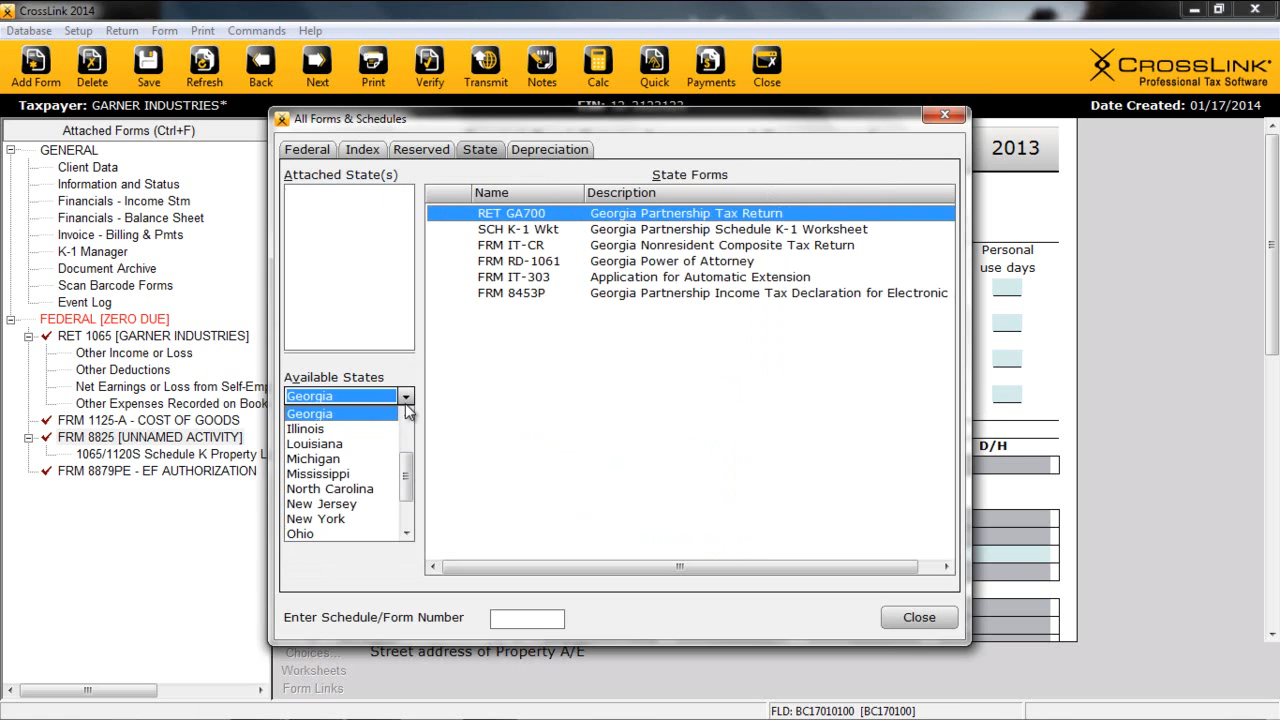 CrossLink 2014
Database Setup Return Form Print Commands Help
Add Form Delete Save Refresh Back Next Print Verify Transmit Notes Calc Quick Payments Close
CROSSLINK
Professional Tax Software
Taxpayer: GARNER INDUSTRIES*
Date Created: 01/17/2014
Attached Forms (Ctrl+F)
GENERAL
Client Data
Information and Status
Financials - Income Stm
Financials - Balance Sheet
Invoice - Billing & Pmts
K-1 Manager
Document Archive
Scan Barcode Forms
Event Log
FEDERAL [ZERO DUE]
RET 1065 [GARNER INDUSTRIES]
Other Income or Loss
Other Deductions
Net Earnings or Loss from Self-Emp
Other Expenses Recorded on Book
FRM 1125-A - COST OF GOODS
FRM 8825 [UNNAMED ACTIVITY]
1065/1120S Schedule K Property L
FRM 8879PE - EF AUTHORIZATION
All Forms & Schedules
Federal Index Reserved State Depreciation
Attached State(s)
State Forms
Name Description
RET GA700 Georgia Partnership Tax Return
SCH K-1 Wkt Georgia Partnership Schedule K-1 Worksheet
FRM IT-CR Georgia Nonresident Composite Tax Return
FRM RD-1061 Georgia Power of Attorney
FRM IT-303 Application for Automatic Extension
FRM 8453P Georgia Partnership Income Tax Declaration for Electronic
Available States
Georgia
Georgia
Illinois
Louisiana
Michigan
Mississippi
North Carolina
New Jersey
New York
Ohio
Enter Schedule/Form Number
Close
2013
Personal
use days
D/H
Choices...
Street address of Property A/E
Worksheets
Form Links
FLD: BC17010100 [BC170100]